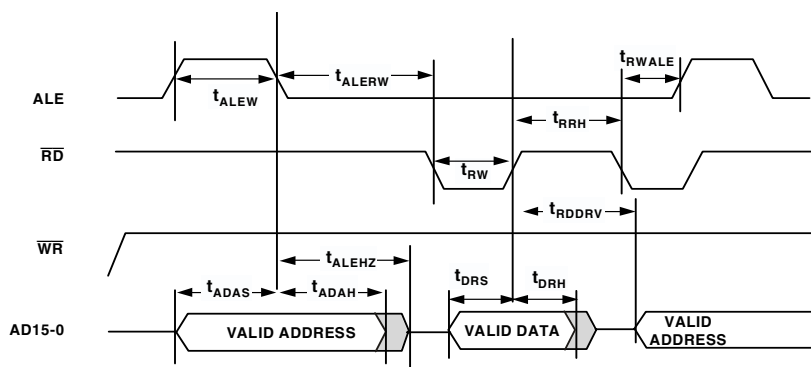 tRWALE
tALERW
tALEW
ALE
tRRH
RD
tRW
tRDDRV
WR
tALEHZ
tDRS
tDRH
tADAS
tADAH
AD15-0
VALID ADDRESS
VALID DATA
VALID
ADDRESS